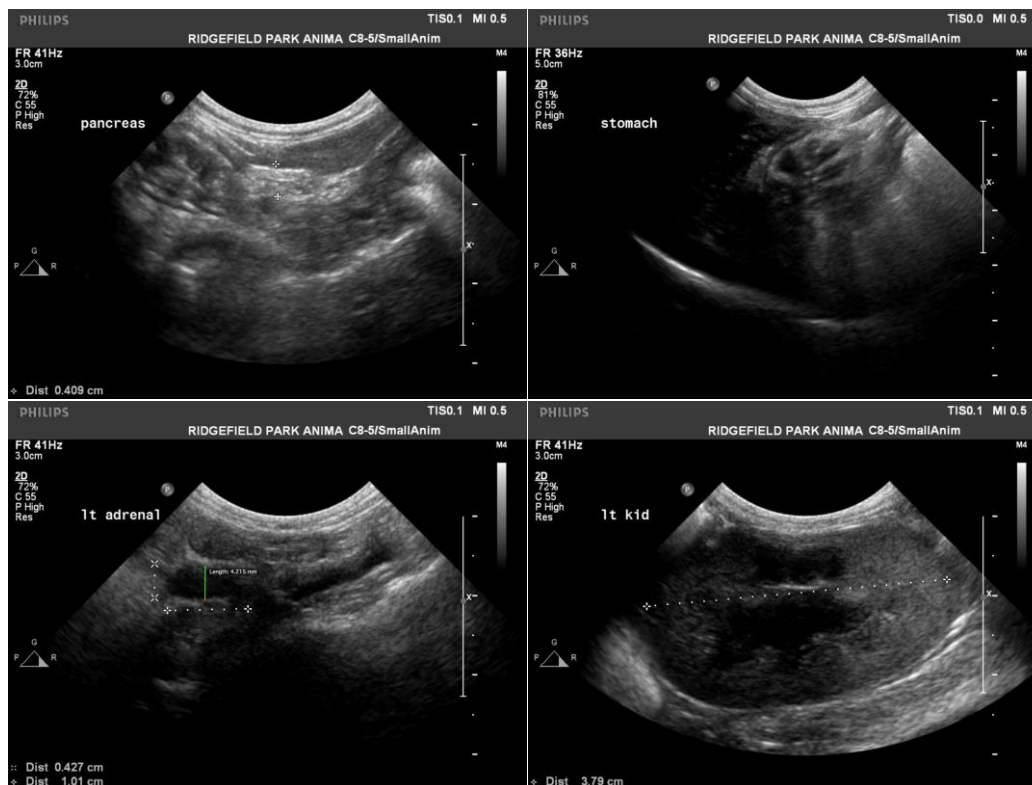 PHILIPS
TIS0.1 MI 0.5
RIDGEFIELD PARK ANIMA C8-5/SmallAnim
FR 41Hz
3.0cm
M4
2D
72%
C 55
P High
Res
P
pancreas
G
P R
X
Dist 0.409 cm
PHILIPS
TIS0.0 MI 0.5
RIDGEFIELD PARK ANIMA C8-5/SmallAnim
FR 36Hz
5.0cm
M4
2D
81%
C 55
P High
Res
P
stomach
G
P R
X
PHILIPS
TIS0.1 MI 0.5
RIDGEFIELD PARK ANIMA C8-5/SmallAnim
FR 41Hz
3.0cm
M4
2D
72%
C 55
P High
Res
P
lt adrenal
Length: 4.215 mm
G
P R
X
Dist 0.427 cm
Dist 1.01 cm
PHILIPS
TIS0.1 MI 0.5
RIDGEFIELD PARK ANIMA C8-5/SmallAnim
FR 41Hz
3.0cm
M4
2D
72%
C 55
P High
Res
P
lt kid
G
P R
X
Dist 3.79 cm